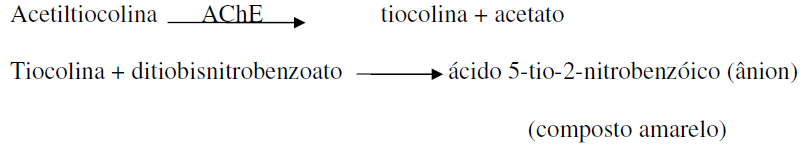 Acetiltiocolina AChE tiocolina + acetato
Tiocolina + ditiobisnitrobenzoato ácido 5-tio-2-nitrobenzóico (ânion)
(composto amarelo)